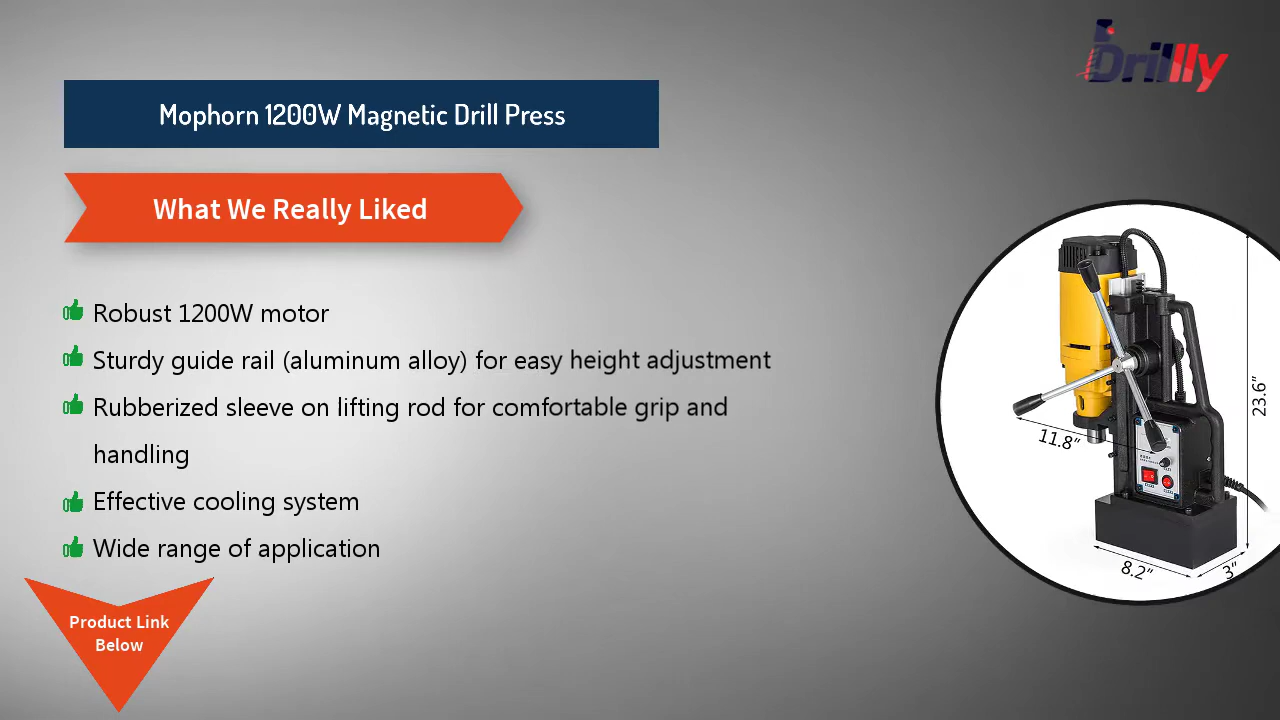 Drillly
Mophorn 1200W Magnetic Drill Press
What We Really Liked
Robust 1200W motor
Sturdy guide rail (aluminum alloy) for easy height adjustment
Rubberized sleeve on lifting rod for comfortable grip and
handling
Effective cooling system
Wide range of application
Product Link
Below
23.6”
11.8”
8.2”
3”